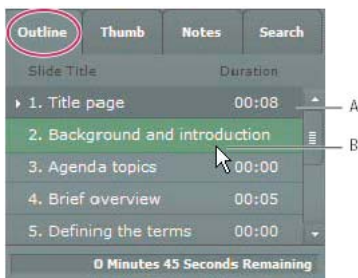 Outline Thumb Notes Search
Slide Title Duration
1. Title page 00:08
A
2. Background and introduction
B
3. Agenda topics 00:00
4. Brief overview 00:05
5. Defining the terms 00:00
0 Minutes 45 Seconds Remaining